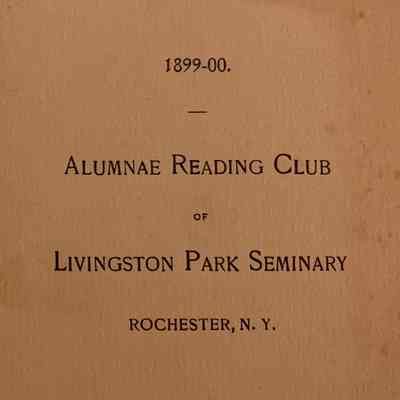 1899-00.
ALUMNAE READING CLUB
OF
LIVINGSTON PARK SEMINARY
ROCHESTER, N. Y.